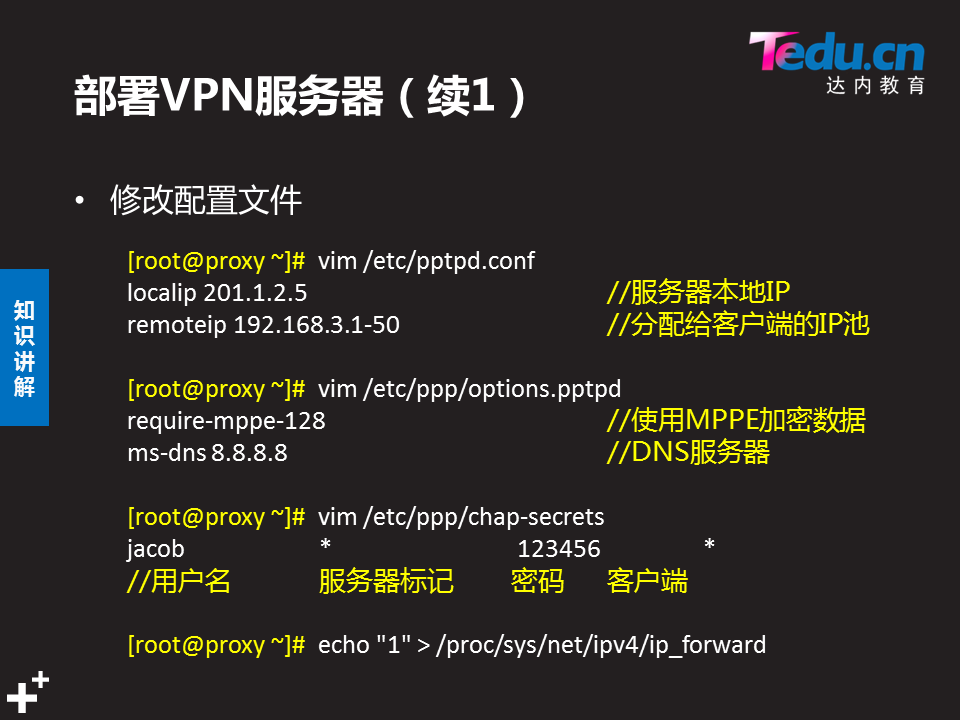 Tedu.cn
达内教育
部署VPN服务器（续1）
• 修改配置文件
[root@proxy ~]# vim /etc/pptpd.conf
localip 201.1.2.5 //服务器本地IP
remoteip 192.168.3.1-50 //分配给客户端的IP池
[root@proxy ~]# vim /etc/ppp/options.pptpd
require-mppe-128 //使用MPPE加密数据
ms-dns 8.8.8.8 //DNS服务器
[root@proxy ~]# vim /etc/ppp/chap-secrets
jacob * 123456 *
//用户名 服务器标记 密码 客户端
[root@proxy ~]# echo "1" > /proc/sys/net/ipv4/ip_forward
知识讲解